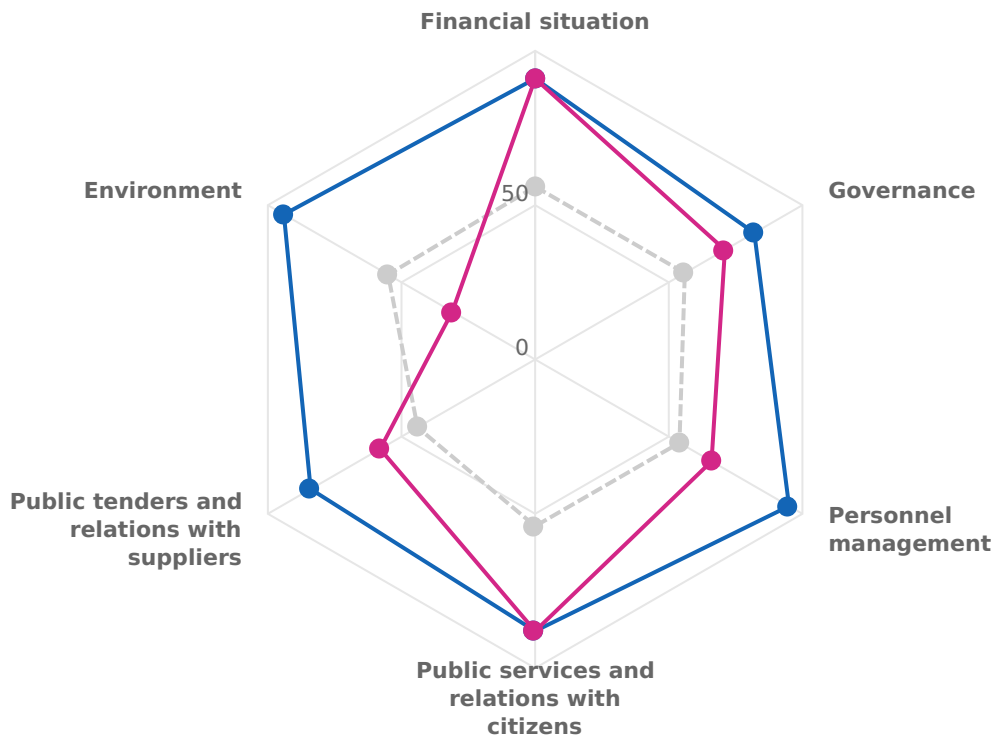 Financial situation
Environment
50
Governance
0
Public tenders and
relations with
suppliers
Personnel
management
Public services and
relations with
citizens